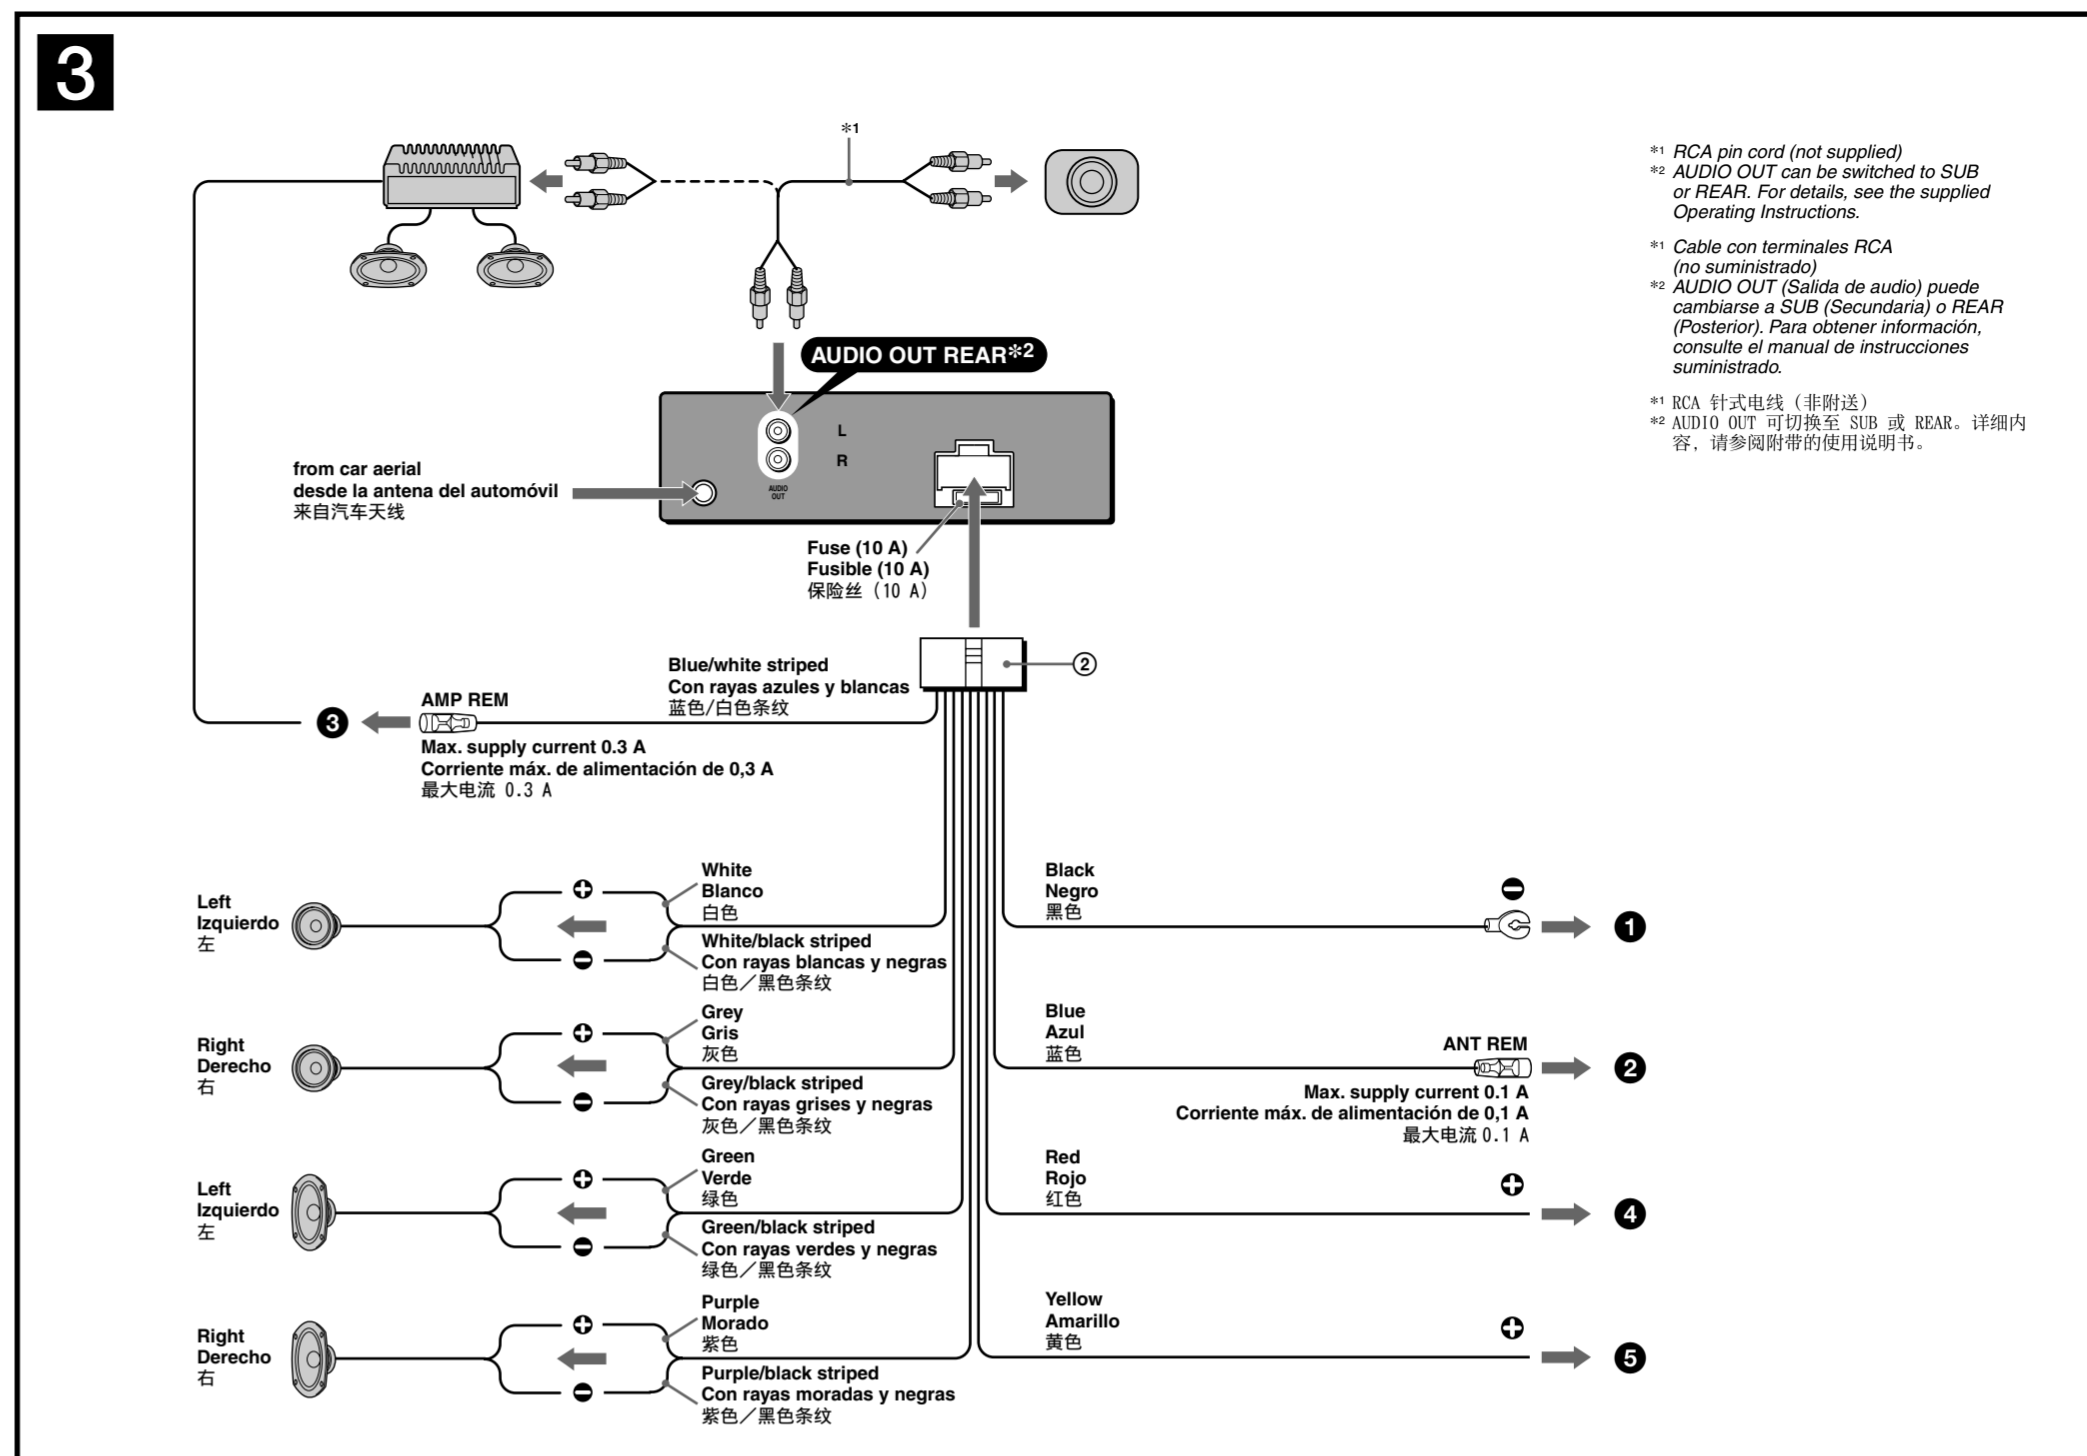 3
*1
*1 RCA pin cord (not supplied)
*2 AUDIO OUT can be switched to SUB
or REAR. For details, see the supplied
Operating Instructions.
*1 Cable con terminales RCA
(no suministrado)
*2 AUDIO OUT (Salida de audio) puede
cambiarse a SUB (Secundaria) o REAR
(Posterior). Para obtener información,
consulte el manual de instrucciones
suministrado.
*1 RCA 针式电线（非附送）
*2 AUDIO OUT 可切换至 SUB 或 REAR。详细内
容，请参阅附带的使用说明书。
AUDIO OUT REAR*2
L
R
AUDIO
OUT
from car aerial
desde la antena del automóvil
来自汽车天线
Fuse (10 A)
Fusible (10 A)
保险丝（10 A）
②
Blue/white striped
Con rayas azules y blancas
蓝色/白色条纹
AMP REM
❸
Max. supply current 0.3 A
Corriente máx. de alimentación de 0,3 A
最大电流 0.3 A
Left
Izquierdo
左
+
−
White
Blanco
白色
White/black striped
Con rayas blancas y negras
白色／黑色条纹
Black
Negro
黑色
−
❶
Right
Derecho
右
+
−
Grey
Gris
灰色
Grey/black striped
Con rayas grises y negras
灰色／黑色条纹
Blue
Azul
蓝色
ANT REM
❷
Max. supply current 0.1 A
Corriente máx. de alimentación de 0,1 A
最大电流 0.1 A
Left
Izquierdo
左
+
−
Green
Verde
绿色
Green/black striped
Con rayas verdes y negras
绿色／黑色条纹
Red
Rojo
红色
+
❹
Right
Derecho
右
+
−
Purple
Morado
紫色
Purple/black striped
Con rayas moradas y negras
紫色／黑色条纹
Yellow
Amarillo
黄色
+
❺